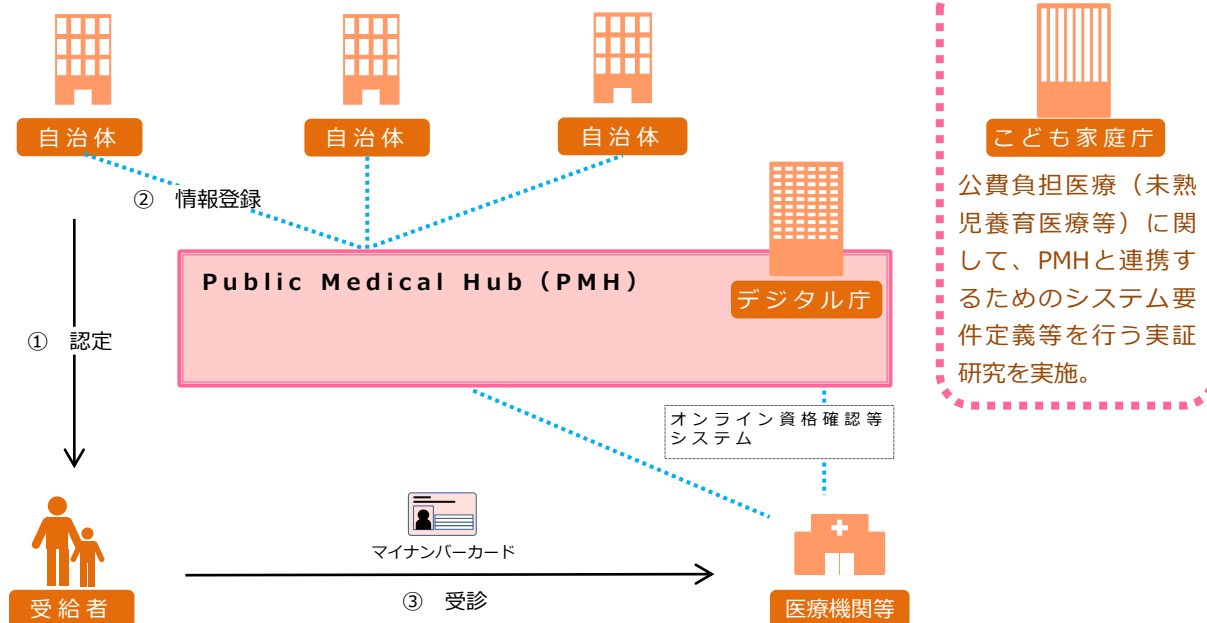 自治体
自治体
自治体
② 情報登録
Public Medical Hub（PMH）
デジタル庁
① 認定
オンライン資格確認等
システム
マイナンバーカード
③ 受診
受給者
医療機関等
こども家庭庁
公費負担医療（未熟
児養育医療等）に関
して、PMHと連携す
るためのシステム要
件定義等を行う実証
研究を実施。